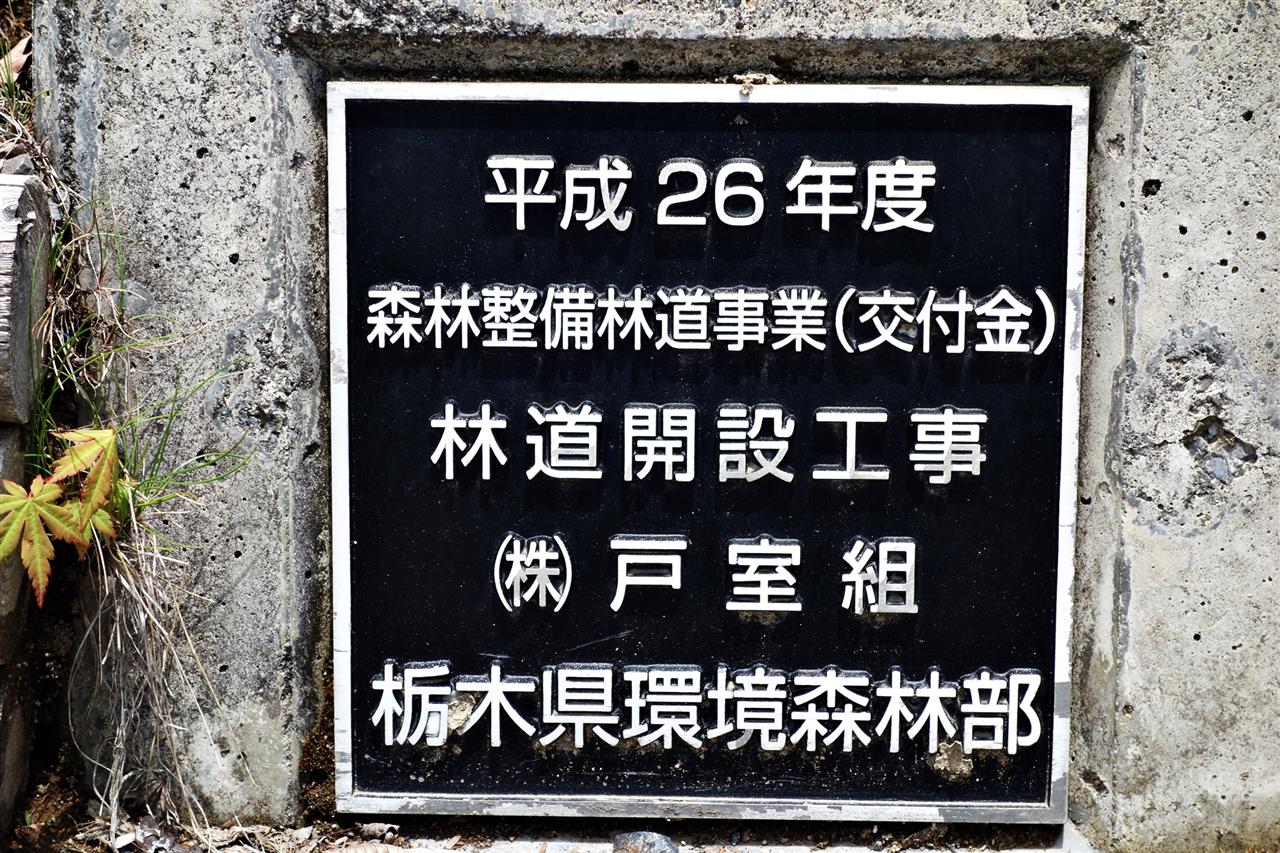 平成26年度
森林整備林道事業(交付金)
林道開設工事
㈱戸室組
栃木県環境森林部